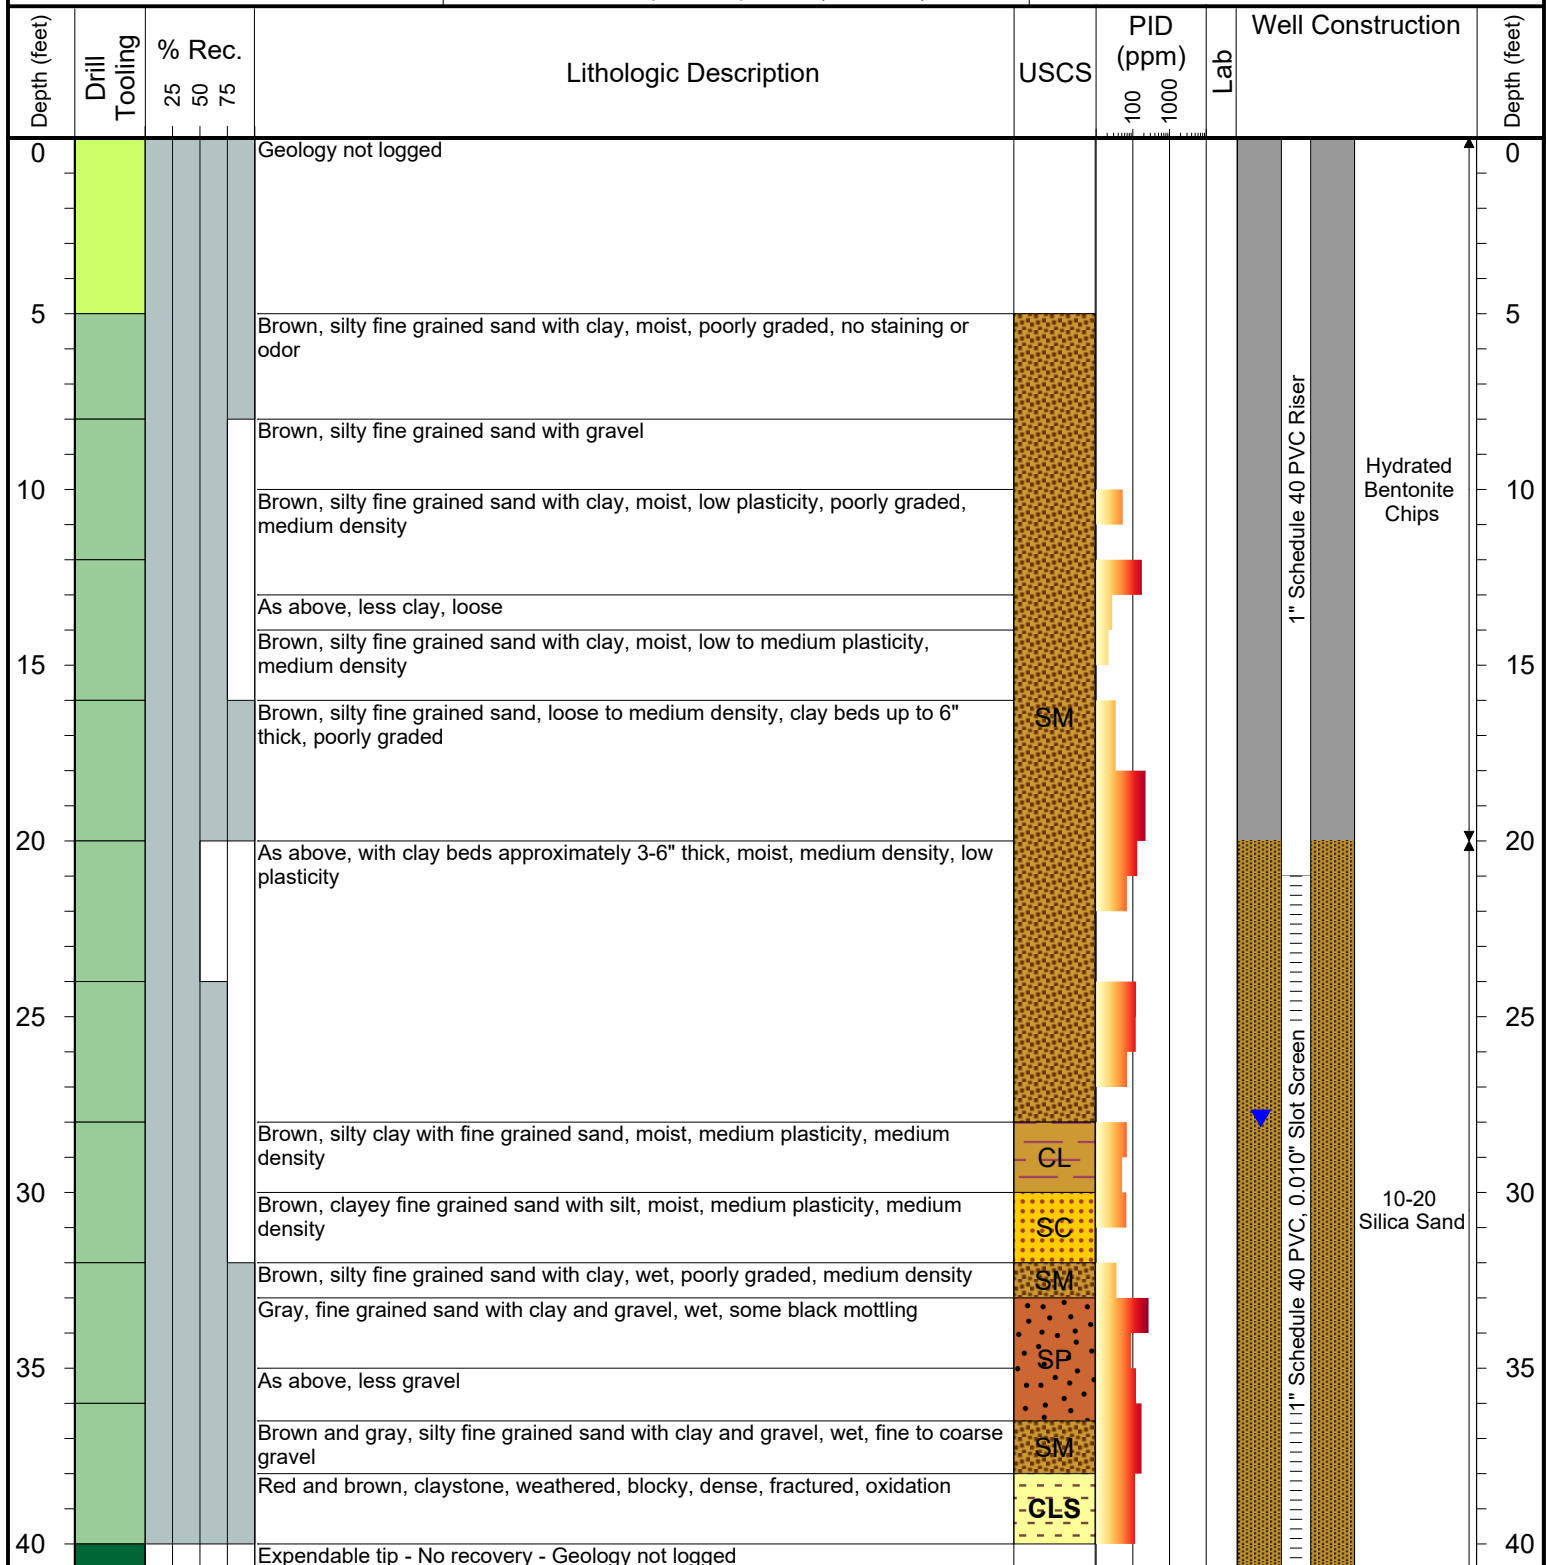 Depth (feet)
Drill
Tooling
% Rec.
25
50
75
Lithologic Description
USCS
PID
(ppm)
100
1000
Lab
Well Construction
Depth (feet)
0
Geology not logged
0
5
Brown, silty fine grained sand with clay, moist, poorly graded, no staining or
odor
5
Brown, silty fine grained sand with gravel
1" Schedule 40 PVC Riser
Hydrated
Bentonite
Chips
10
Brown, silty fine grained sand with clay, moist, low plasticity, poorly graded,
medium density
10
As above, less clay, loose
Brown, silty fine grained sand with clay, moist, low to medium plasticity,
medium density
15
15
Brown, silty fine grained sand, loose to medium density, clay beds up to 6"
thick, poorly graded
SM
20
As above, with clay beds approximately 3-6" thick, moist, medium density, low
plasticity
20
25
25
1" Schedule 40 PVC, 0.010" Slot Screen
Brown, silty clay with fine grained sand, moist, medium plasticity, medium
density
CL
30
Brown, clayey fine grained sand with silt, moist, medium plasticity, medium
density
SC
10-20
Silica Sand
30
Brown, silty fine grained sand with clay, wet, poorly graded, medium density
SM
Gray, fine grained sand with clay and gravel, wet, some black mottling
SP
35
As above, less gravel
35
Brown and gray, silty fine grained sand with clay and gravel, wet, fine to coarse
gravel
SM
Red and brown, claystone, weathered, blocky, dense, fractured, oxidation
CLS
40
Expendable tip - No recovery - Geology not logged
40